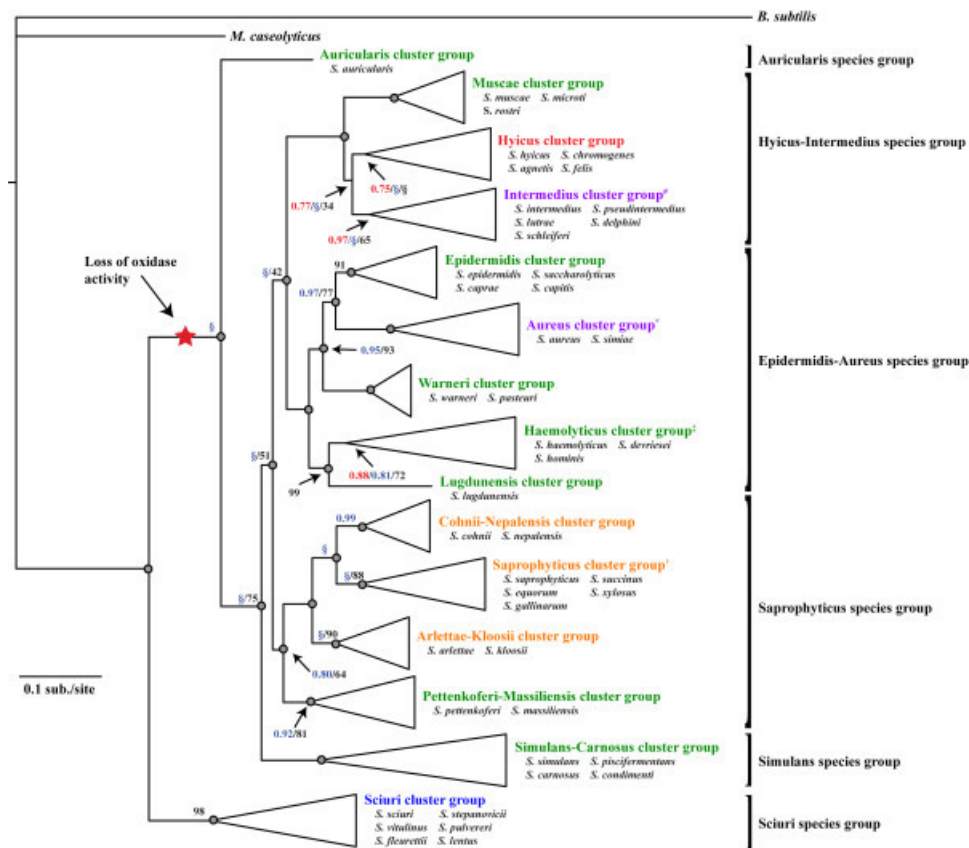 B. subtilis
M. caseolyticus
Auricularis cluster group
S. auricularis
Auricularis species group
Muscae cluster group
S. muscae S. microti
S. rostri
Hyicus cluster group
S. hyicus S. chromogenes
S. agnetis S. felis
0.75/§/§
0.77/§/34
Hyicus-Intermedius species group
Intermedius cluster group#
S. intermedius S. pseudintermedius
S. lutrae S. delphini
S. schleiferi
0.97/§/65
Loss of oxidase
activity
§
§/42
Epidermidis cluster group
91
S. epidermidis S. saccharolyticus
S. caprae S. capitis
0.97/77
Aureus cluster group
S. aureus S. simiae
0.95/93
Epidermidis-Aureus species group
Warneri cluster group
S. warneri S. pasteuri
Haemolyticus cluster group‡
S. haemolyticus S. derriesei
S. hominis
§/51
99
0.88/0.81/72
Lugdunensis cluster group
S. lugdunensis
0.99
Cohnii-Nepalensis cluster group
S. cohnii S. nepalensis
§
Saprophyticus cluster group
§/88
S. saprophyticus S. succinus
S. equorum S. xylosus
S. gallinarum
§/75
Saprophyticus species group
§/90
Arlettae-Kloosii cluster group
S. arlettae S. kloosii
0.80/64
0.1 sub./site
Pettenkoferi-Massiliensis cluster group
S. pettenkoferi S. massiliensis
0.92/81
Simulans-Carnosus cluster group
S. simulans S. piscifermentans
S. carnosus S. condimenti
Simulans species group
98
Sciuri cluster group
S. sciuri S. stepanovicii
S. vitulinus S. pulvereri
S. fleurettii S. lentus
Sciuri species group